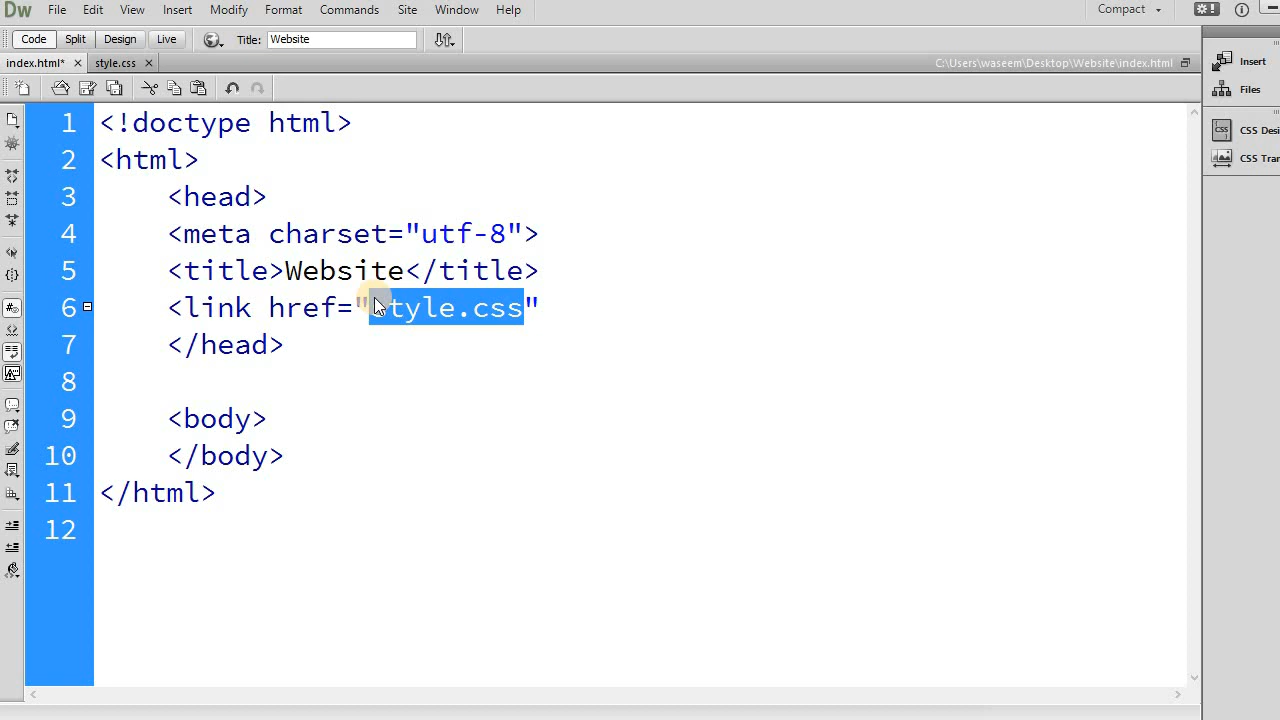 Dw File Edit View Insert Modify Format Commands Site Window Help Compact
Code Split Design Live Title: Website
index.html* style.css C:\Users\waseem\Desktop\Website\index.html
Insert
Files
CSS Desi
CSS Tran
1 <!doctype html>
2 <html>
3 <head>
4 <meta charset="utf-8">
5 <title>Website</title>
6 <link href="style.css"
7 </head>
8
9 <body>
10 </body>
11 </html>
12